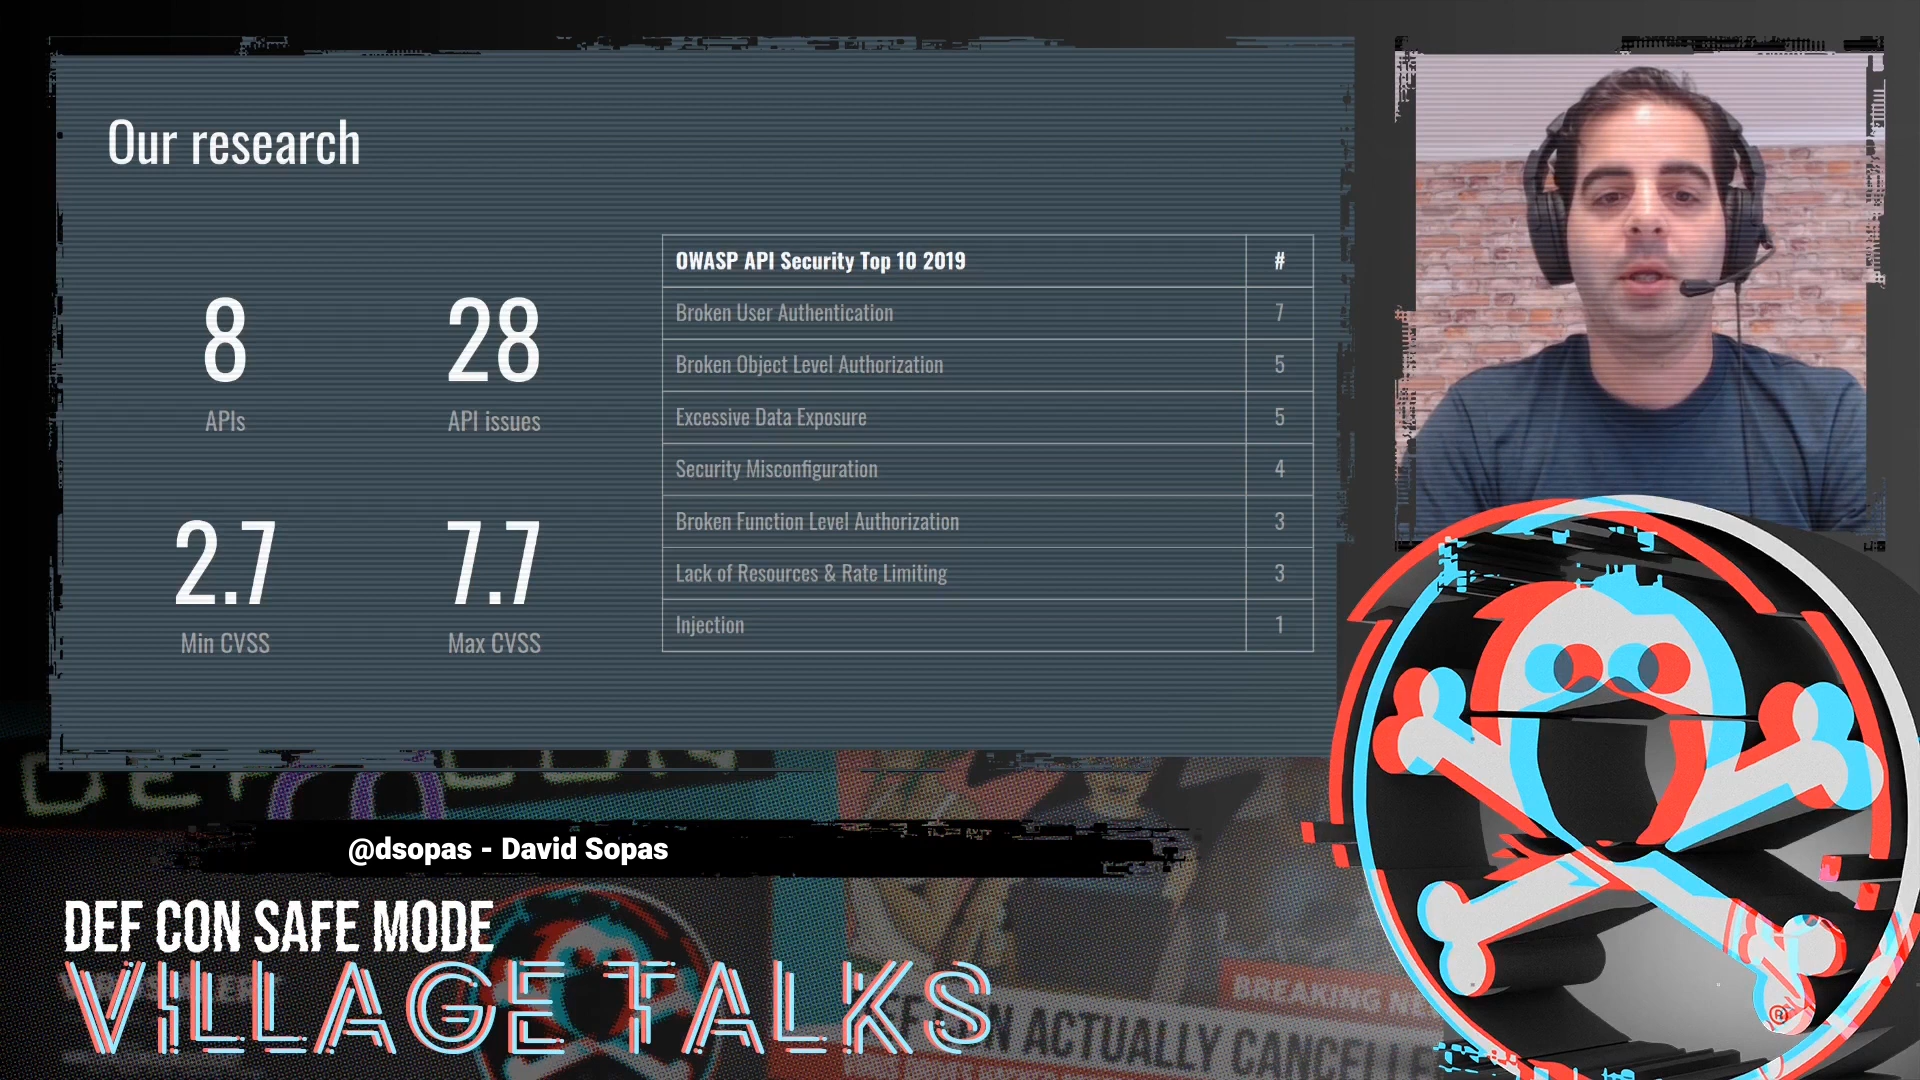 Our research
8
APIs
28
API issues
2.7
Min CVSS
7.7
Max CVSS
OWASP API Security Top 10 2019 #
Broken User Authentication 7
Broken Object Level Authorization 5
Excessive Data Exposure 5
Security Misconfiguration 4
Broken Function Level Authorization 3
Lack of Resources & Rate Limiting 3
Injection 1
@dsopas - David Sopas
DEF CON SAFE MODE
VILLAGE TALKS
BREAKING
CON ACTUALLY
®